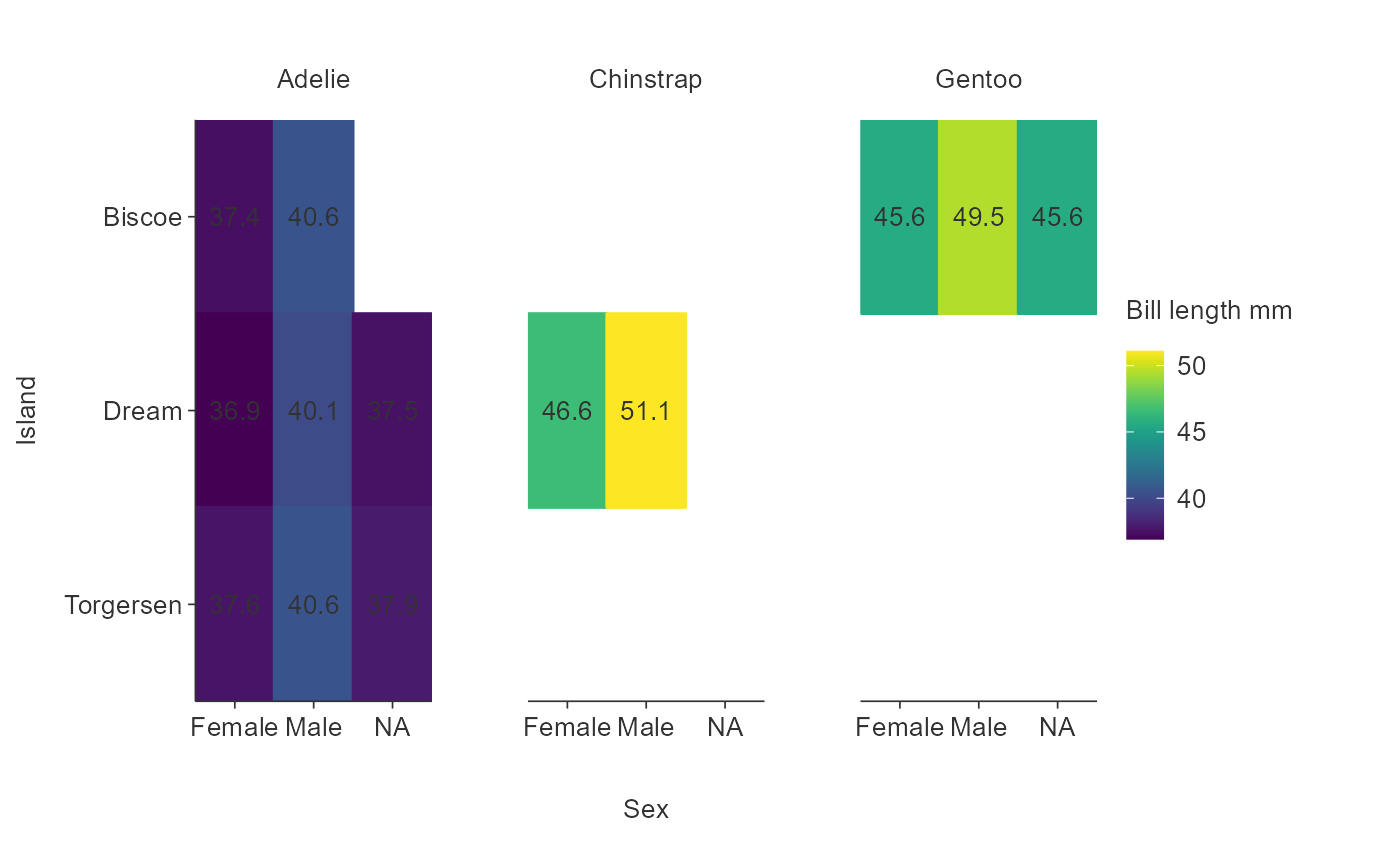 Adelie Chinstrap Gentoo
Biscoe 37.4 40.6 45.6 49.5 45.6
Bill length mm
50
Dream 36.9 40.1 37.5 46.6 51.1
45
40
Island
Torgersen 37.6 40.6 37.9
Female Male NA Female Male NA Female Male NA
Sex